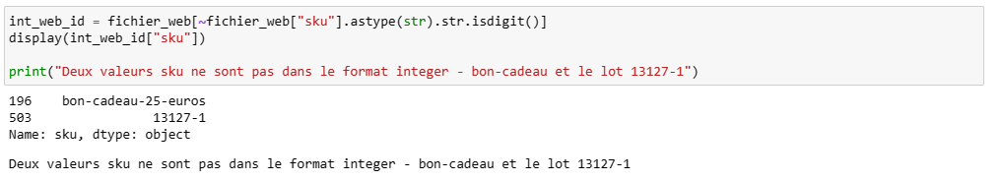 int_web_id = fichier_web[~fichier_web["sku"].astype(str).str.isdigit()]
display(int_web_id["sku"])
print("Deux valeurs sku ne sont pas dans le format integer - bon-cadeau et le lot 13127-1")
196    bon-cadeau-25-euros
503                13127-1
Name: sku, dtype: object
Deux valeurs sku ne sont pas dans le format integer - bon-cadeau et le lot 13127-1